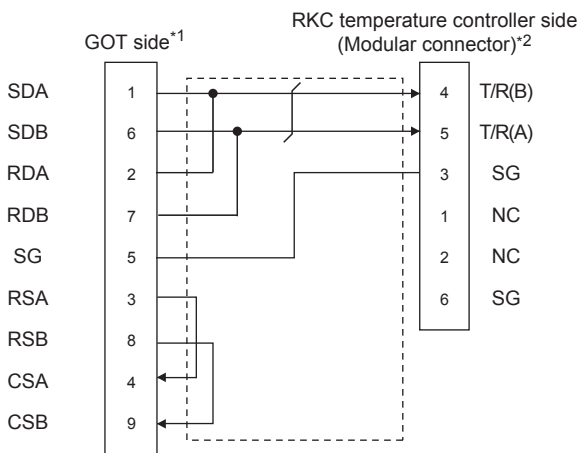 RKC temperature controller side
(Modular connector)*2
GOT side*1
SDA 1 4 T/R(B)
SDB 6 5 T/R(A)
RDA 2 3 SG
RDB 7 1 NC
SG 5 2 NC
RSA 3 6 SG
RSB 8
CSA 4
CSB 9